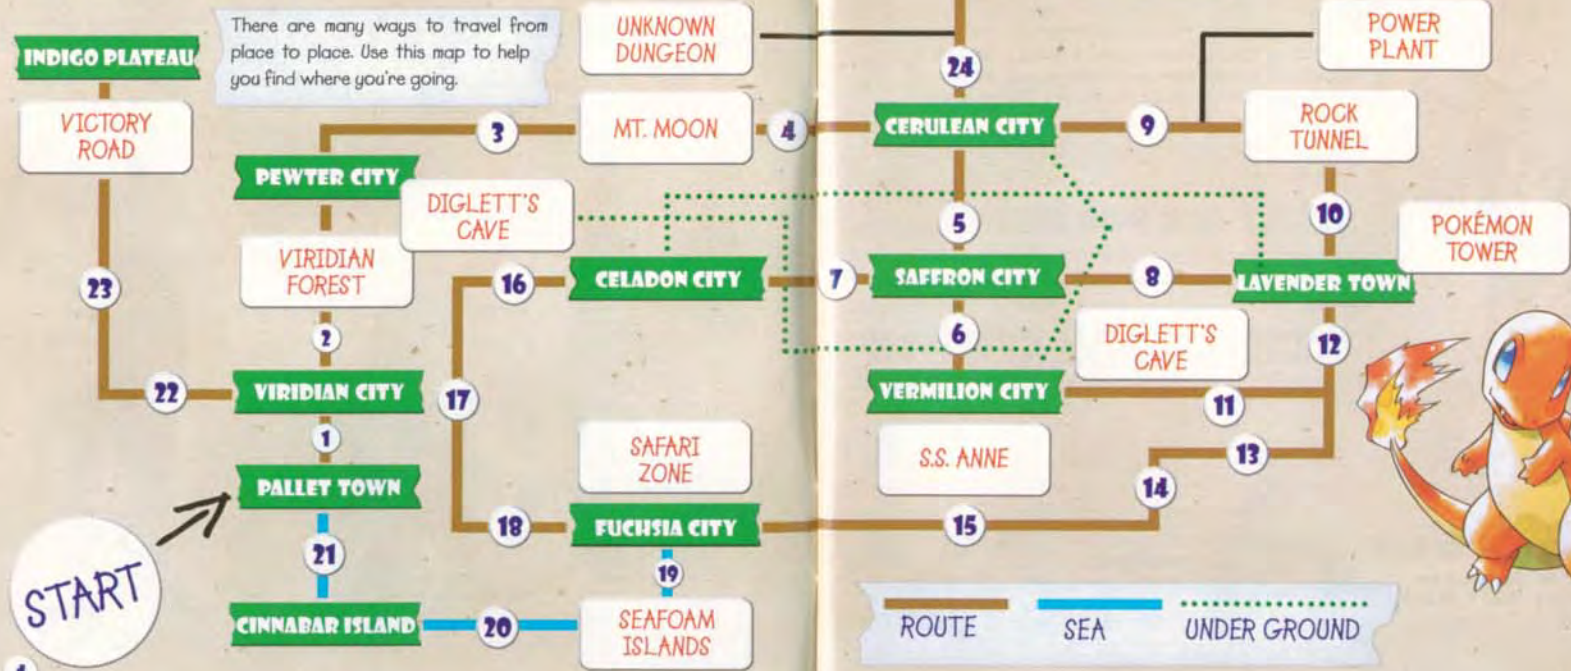 There are many ways to travel from
place to place. Use this map to help
you find where you're going.
UNKNOWN
DUNGEON
POWER
PLANT
INDIGO PLATEAU
24
VICTORY
ROAD
3
MT. MOON
4
CERULEAN CITY
9
ROCK
TUNNEL
PEWTER CITY
DIGLETT'S
CAVE
5
10
POKÉMON
TOWER
VIRIDIAN
FOREST
23
16
CELADON CITY
7
SAFFRON CITY
8
LAVENDER TOWN
2
6
DIGLETT'S
CAVE
12
22
VIRIDIAN CITY
17
VERMILION CITY
11
1
SAFARI
ZONE
S.S. ANNE
13
PALLET TOWN
14
18
FUCHSIA CITY
15
21
19
START
CINNABAR ISLAND
20
SEAFOAM
ISLANDS
ROUTE
SEA
UNDER GROUND